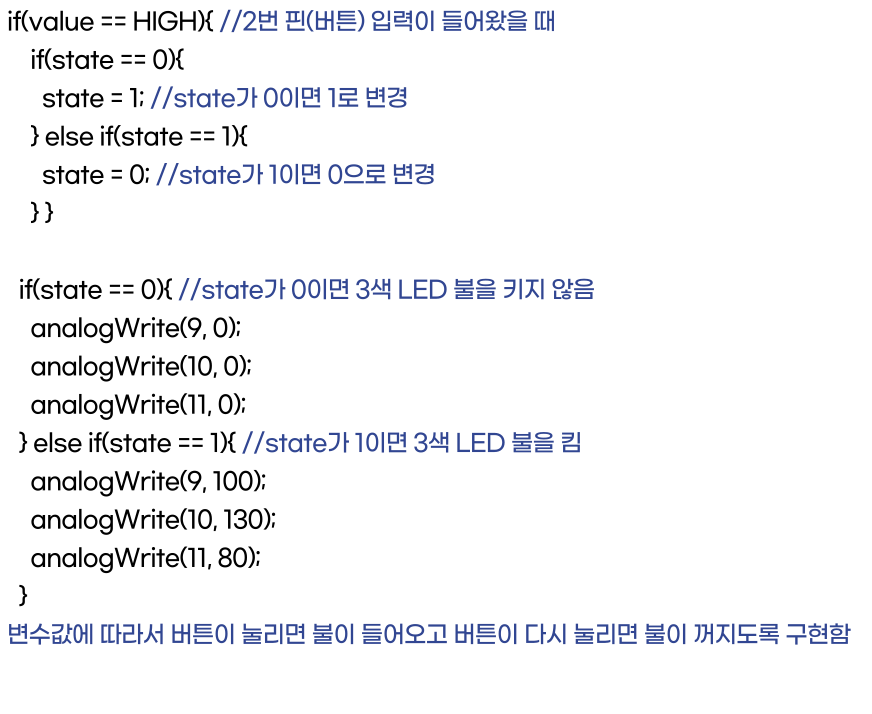 if(value == HIGH){ //2번 핀(버튼) 입력이 들어왔을 때
if(state == 0){
state = 1; //state가 0이면 1로 변경
} else if(state == 1){
state = 0; //state가 1이면 0으로 변경
} }
if(state == 0){ //state가 0이면 3색 LED 불을 키지 않음
analogWrite(9, 0);
analogWrite(10, 0);
analogWrite(11, 0);
} else if(state == 1){ //state가 1이면 3색 LED 불을 킴
analogWrite(9, 100);
analogWrite(10, 130);
analogWrite(11, 80);
}
변수값에 따라서 버튼이 눌리면 불이 들어오고 버튼이 다시 눌리면 불이 꺼지도록 구현함